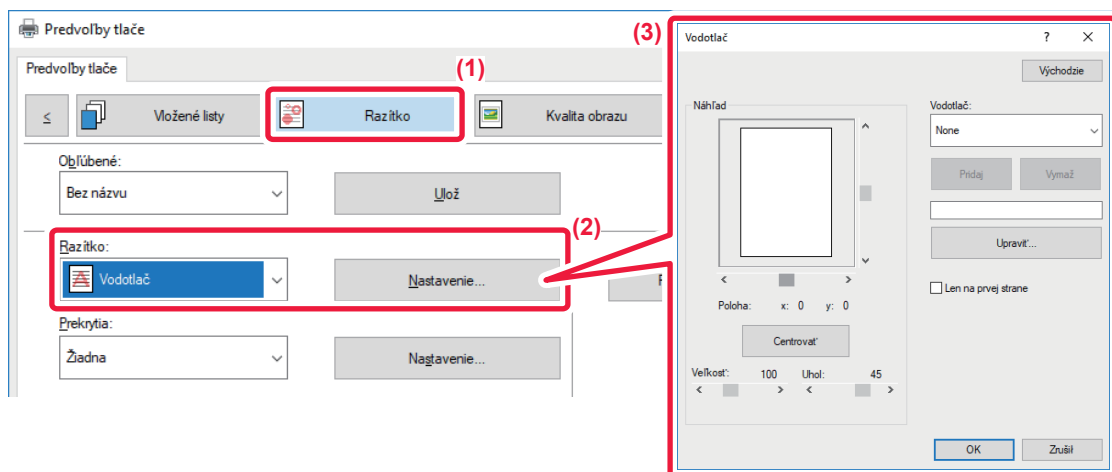 Predvoľby tlače
Predvoľby tlače
(1)
<
Vložené listy
Razítko
Kvalita obrazu
Obľúbené:
Bez názvu
Ulož
(2)
Razítko:
Vodotlač
Nastavenie...
Prekrytia:
Žiadna
Nastavenie...
(3)
Vodotlač
?
Východzie
Náhľad
Vodotlač:
None
Pridaj
Vymaž
Upraviť...
Len na prvej strane
Poloha: x: 0 y: 0
Centrovať
Veľkosť: 100 Uhol: 45
OK
Zrušiť